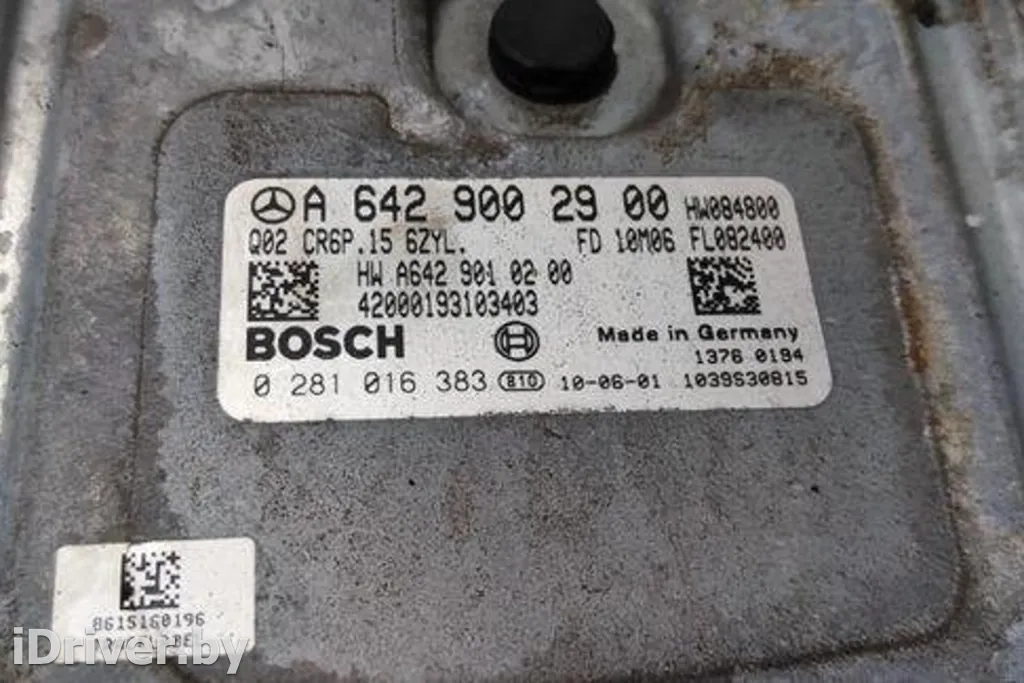 A 642 900 29 00 HW084800
Q02 CR6P.15 6ZYL. FD 10M06 FL082400
HW A642 901 02 00
42000193103403
BOSCH
Made in Germany
1376 0194
0 281 016 383 B10 10-06-01 1039S30815
8615160196
iDriver.by